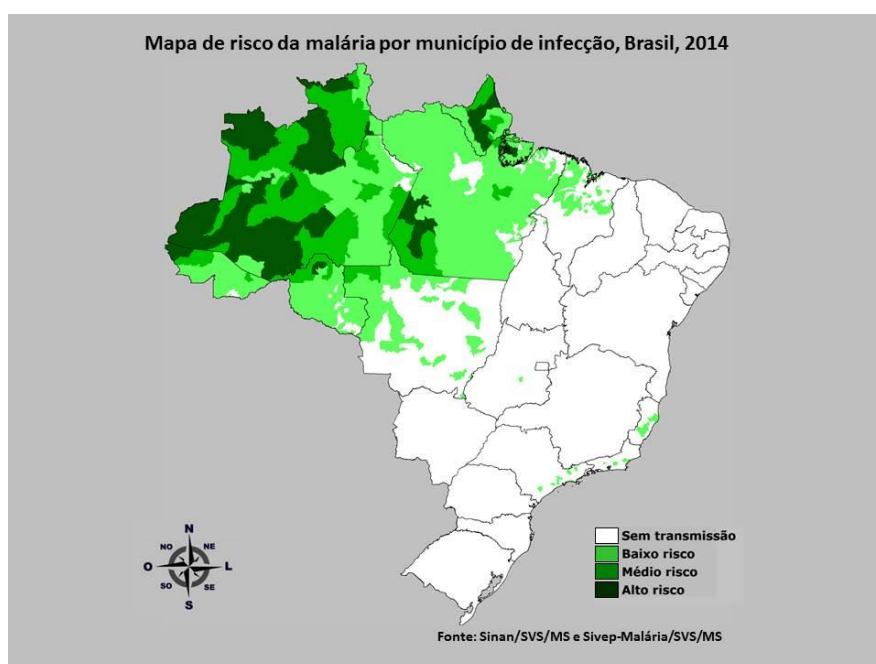 Mapa de risco da malária por município de infecção, Brasil, 2014
N
NO NE
O L
SO SE
S
Sem transmissão
Baixo risco
Médio risco
Alto risco
Fonte: Sinan/SVS/MS e Sivep-Malária/SVS/MS